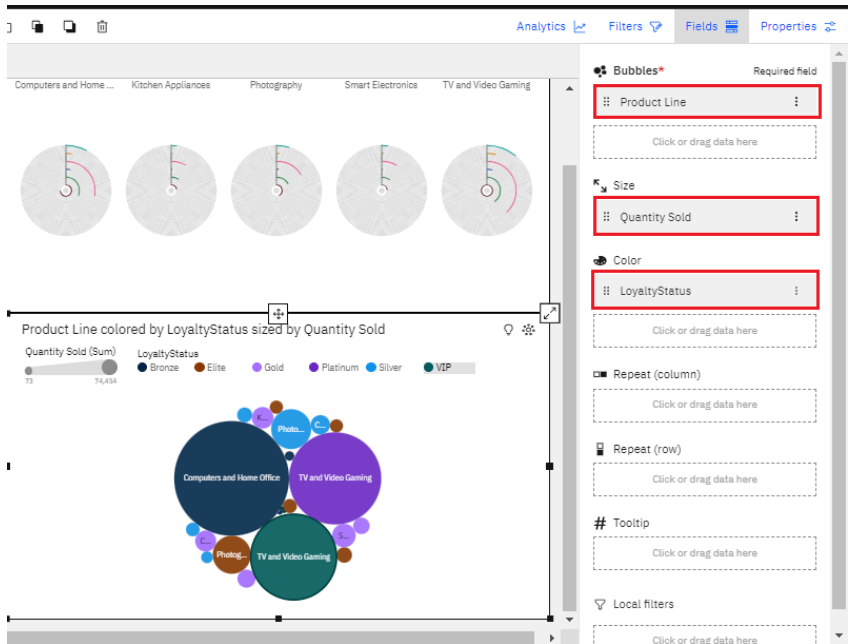 Analytics Filters Fields Properties
Computers and Home ... Kitchen Appliances Photography Smart Electronics TV and Video Gaming
Product Line colored by LoyaltyStatus sized by Quantity Sold
Quantity Sold (Sum)
73 74,454
LoyaltyStatus
Bronze Elite Gold Platinum Silver VIP
K...
Photo...
C...
Computers and Home Office
TV and Video Gaming
S...
C...
Photog...
TV and Video Gaming
Bubbles* Required field
Product Line
Click or drag data here
Size
Quantity Sold
Color
LoyaltyStatus
Click or drag data here
Repeat (column)
Click or drag data here
Repeat (row)
Click or drag data here
# Tooltip
Click or drag data here
Local filters
Click or drag data here